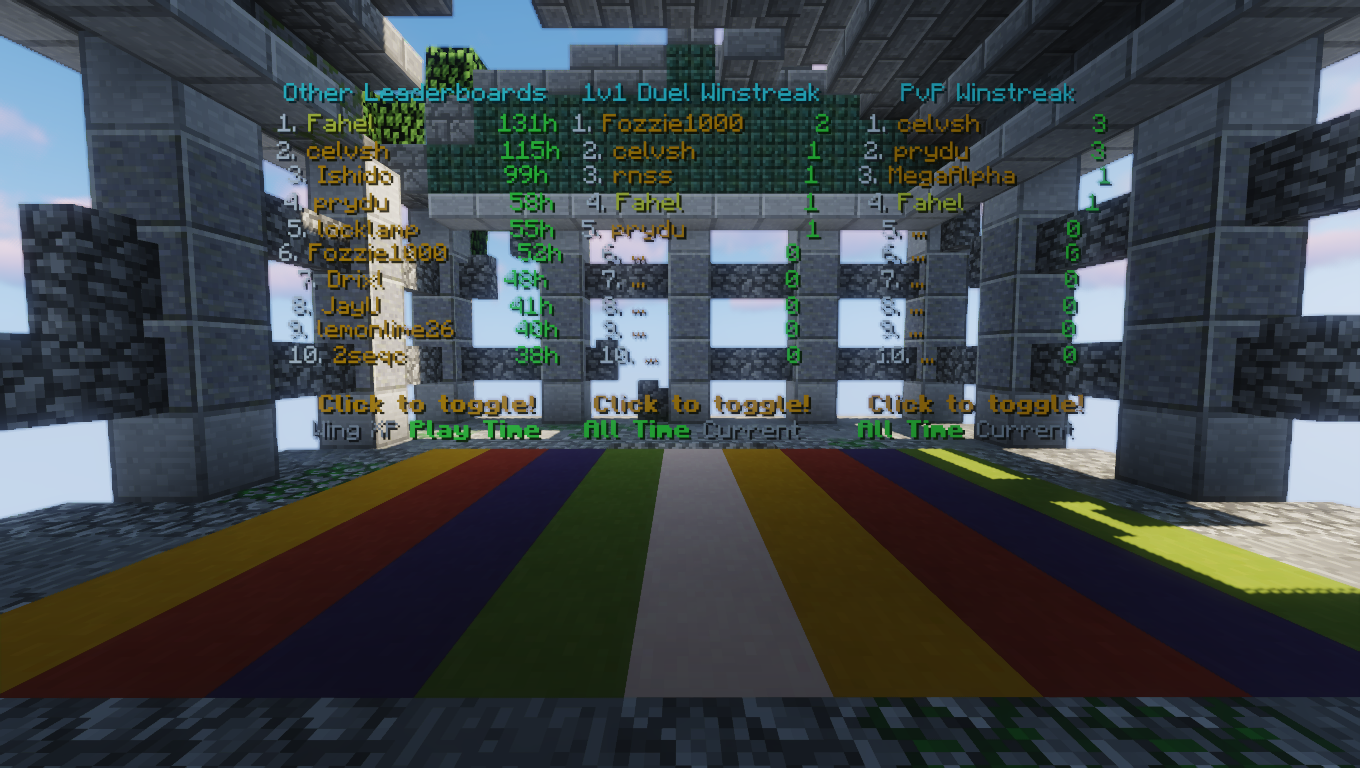 Other Leaderboards
1. Fahel 131h
2. celvsh 115h
3. Ishido 99h
4. prydu 58h
5. 55h
6. Fozzie1000 52h
7. Drixl 48h
8. JayU 41h
9. lemonlime26 40h
10. 38h
Click to toggle!
Wing XP Play Time
1v1 Duel Winstreak
1. Fozzie1000 2
2. celvsh 1
3. rnss 1
4. Fahel 1
5. prydu 1
6. ... 0
7. ... 0
8. ... 0
9. ... 0
10. ... 0
Click to toggle!
All Time Current
PvP Winstreak
1. celvsh 3
2. prydu 3
3. MegaAlpha 1
4. Fahel 1
5. ... 0
6. ... 0
7. ... 0
8. ... 0
9. ... 0
10. ... 0
Click to toggle!
All Time Current